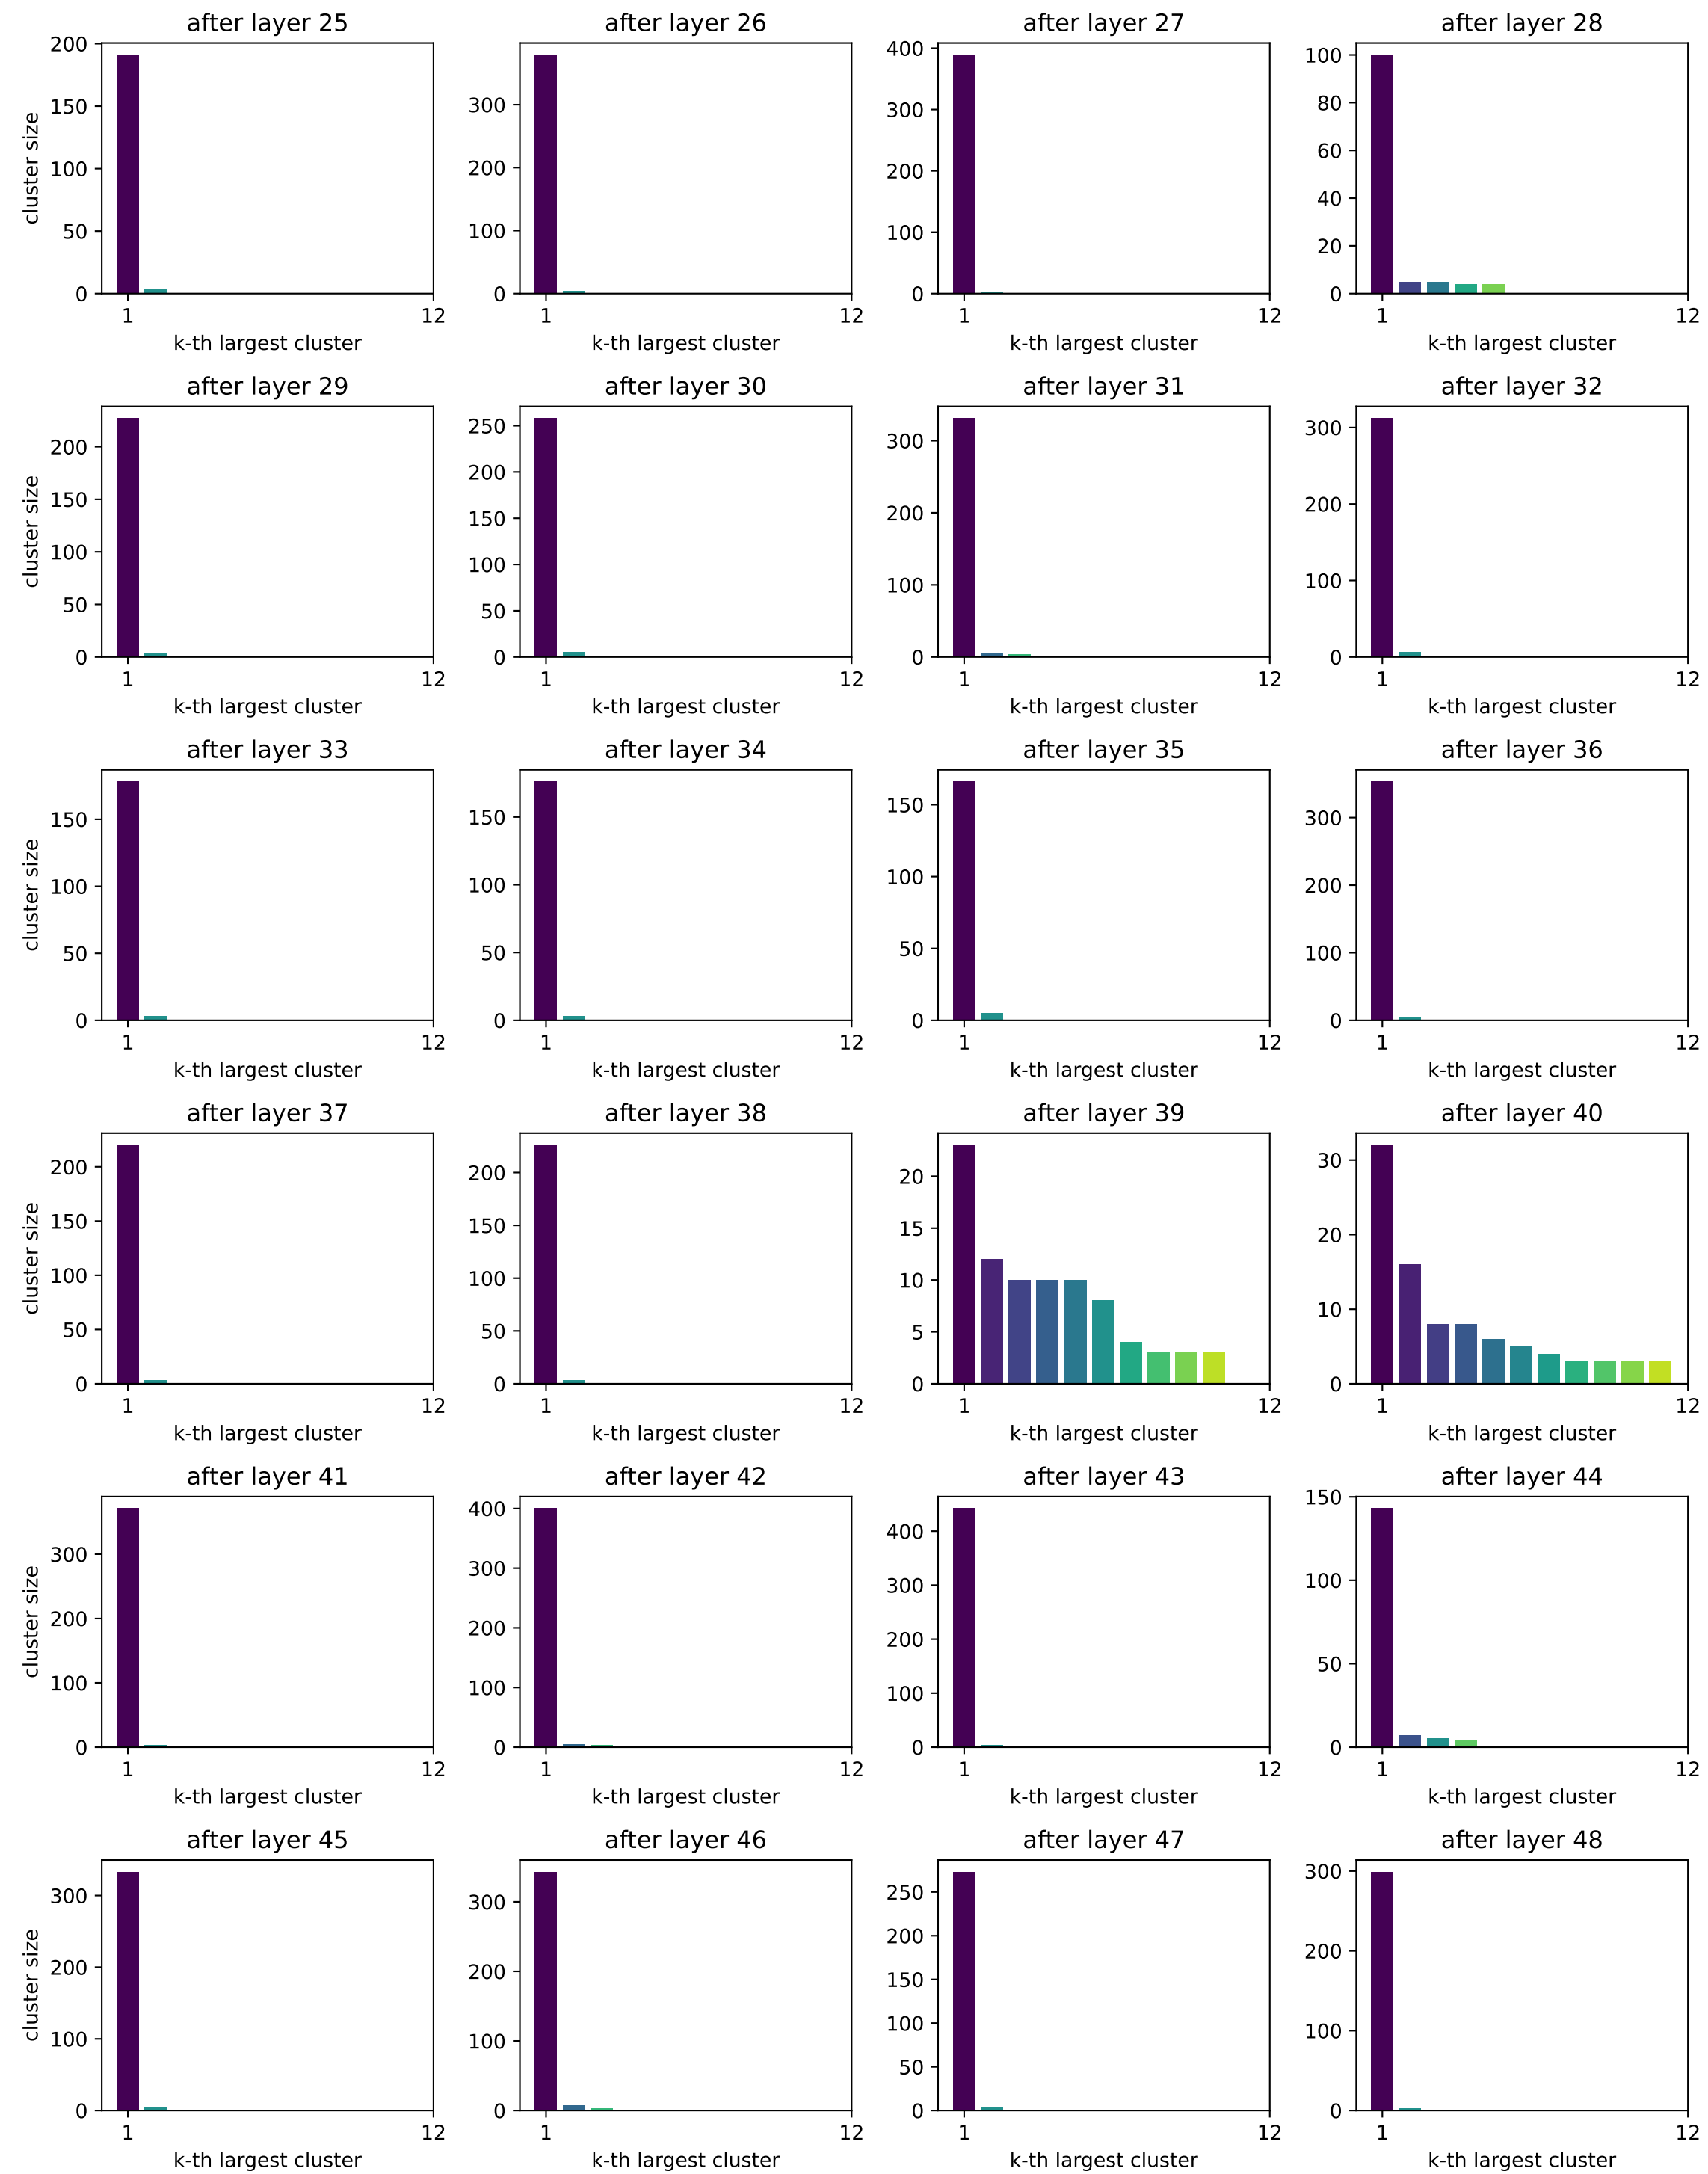 after layer 25
after layer 26
after layer 27
after layer 28
cluster size
200
150
100
50
0
1
12
k-th largest cluster
300
200
100
0
1
12
k-th largest cluster
400
300
200
100
0
1
12
k-th largest cluster
100
80
60
40
20
0
1
12
k-th largest cluster
after layer 29
after layer 30
after layer 31
after layer 32
cluster size
200
150
100
50
0
1
12
k-th largest cluster
250
200
150
100
50
0
1
12
k-th largest cluster
300
200
100
0
1
12
k-th largest cluster
300
200
100
0
1
12
k-th largest cluster
after layer 33
after layer 34
after layer 35
after layer 36
cluster size
150
100
50
0
1
12
k-th largest cluster
150
100
50
0
1
12
k-th largest cluster
150
100
50
0
1
12
k-th largest cluster
300
200
100
0
1
12
k-th largest cluster
after layer 37
after layer 38
after layer 39
after layer 40
cluster size
200
150
100
50
0
1
12
k-th largest cluster
200
150
100
50
0
1
12
k-th largest cluster
20
15
10
5
0
1
12
k-th largest cluster
30
20
10
0
1
12
k-th largest cluster
after layer 41
after layer 42
after layer 43
after layer 44
cluster size
300
200
100
0
1
12
k-th largest cluster
400
300
200
100
0
1
12
k-th largest cluster
400
300
200
100
0
1
12
k-th largest cluster
150
100
50
0
1
12
k-th largest cluster
after layer 45
after layer 46
after layer 47
after layer 48
cluster size
300
200
100
0
1
12
k-th largest cluster
300
200
100
0
1
12
k-th largest cluster
250
200
150
100
50
0
1
12
k-th largest cluster
300
200
100
0
1
12
k-th largest cluster